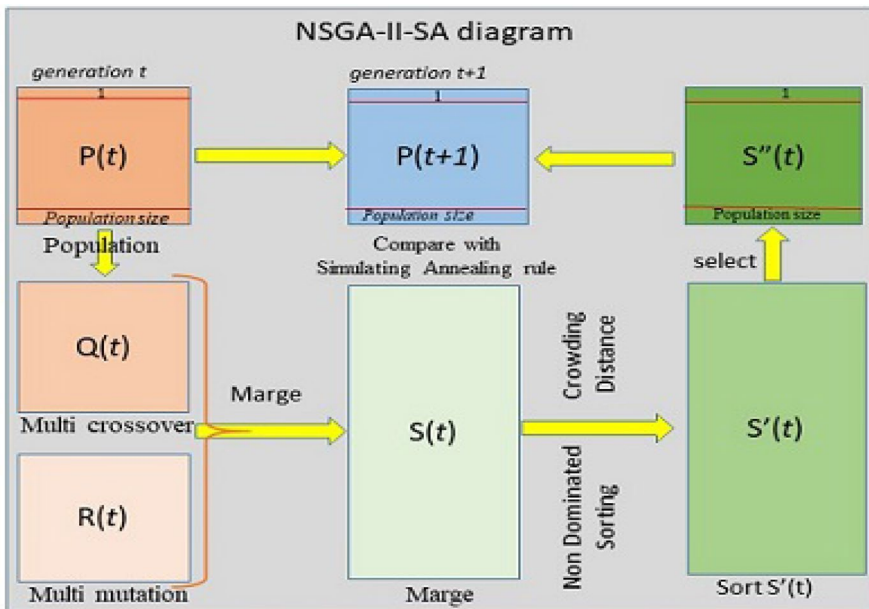 NSGA-II-SA diagram
generation t
generation t+1
1
1
1
P(t)
P(t+1)
S''(t)
Population size
Population size
Population size
Population
Compare with
Simulating Annealing rule
select
Q(t)
Multi crossover
Marge
S(t)
Crowding
Distance
Non Dominated
Sorting
S'(t)
R(t)
Multi mutation
Marge
Sort S'(t)